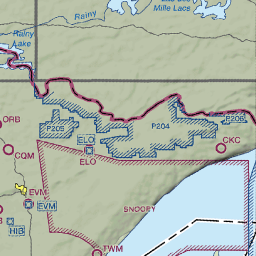 Rainy
Mille Lacs
Rainy
Lake
P206
P205
P204
ORB
ELO
CKC
CQM
ELO
EVM
EVM
SNOOPY
HIB
TWM